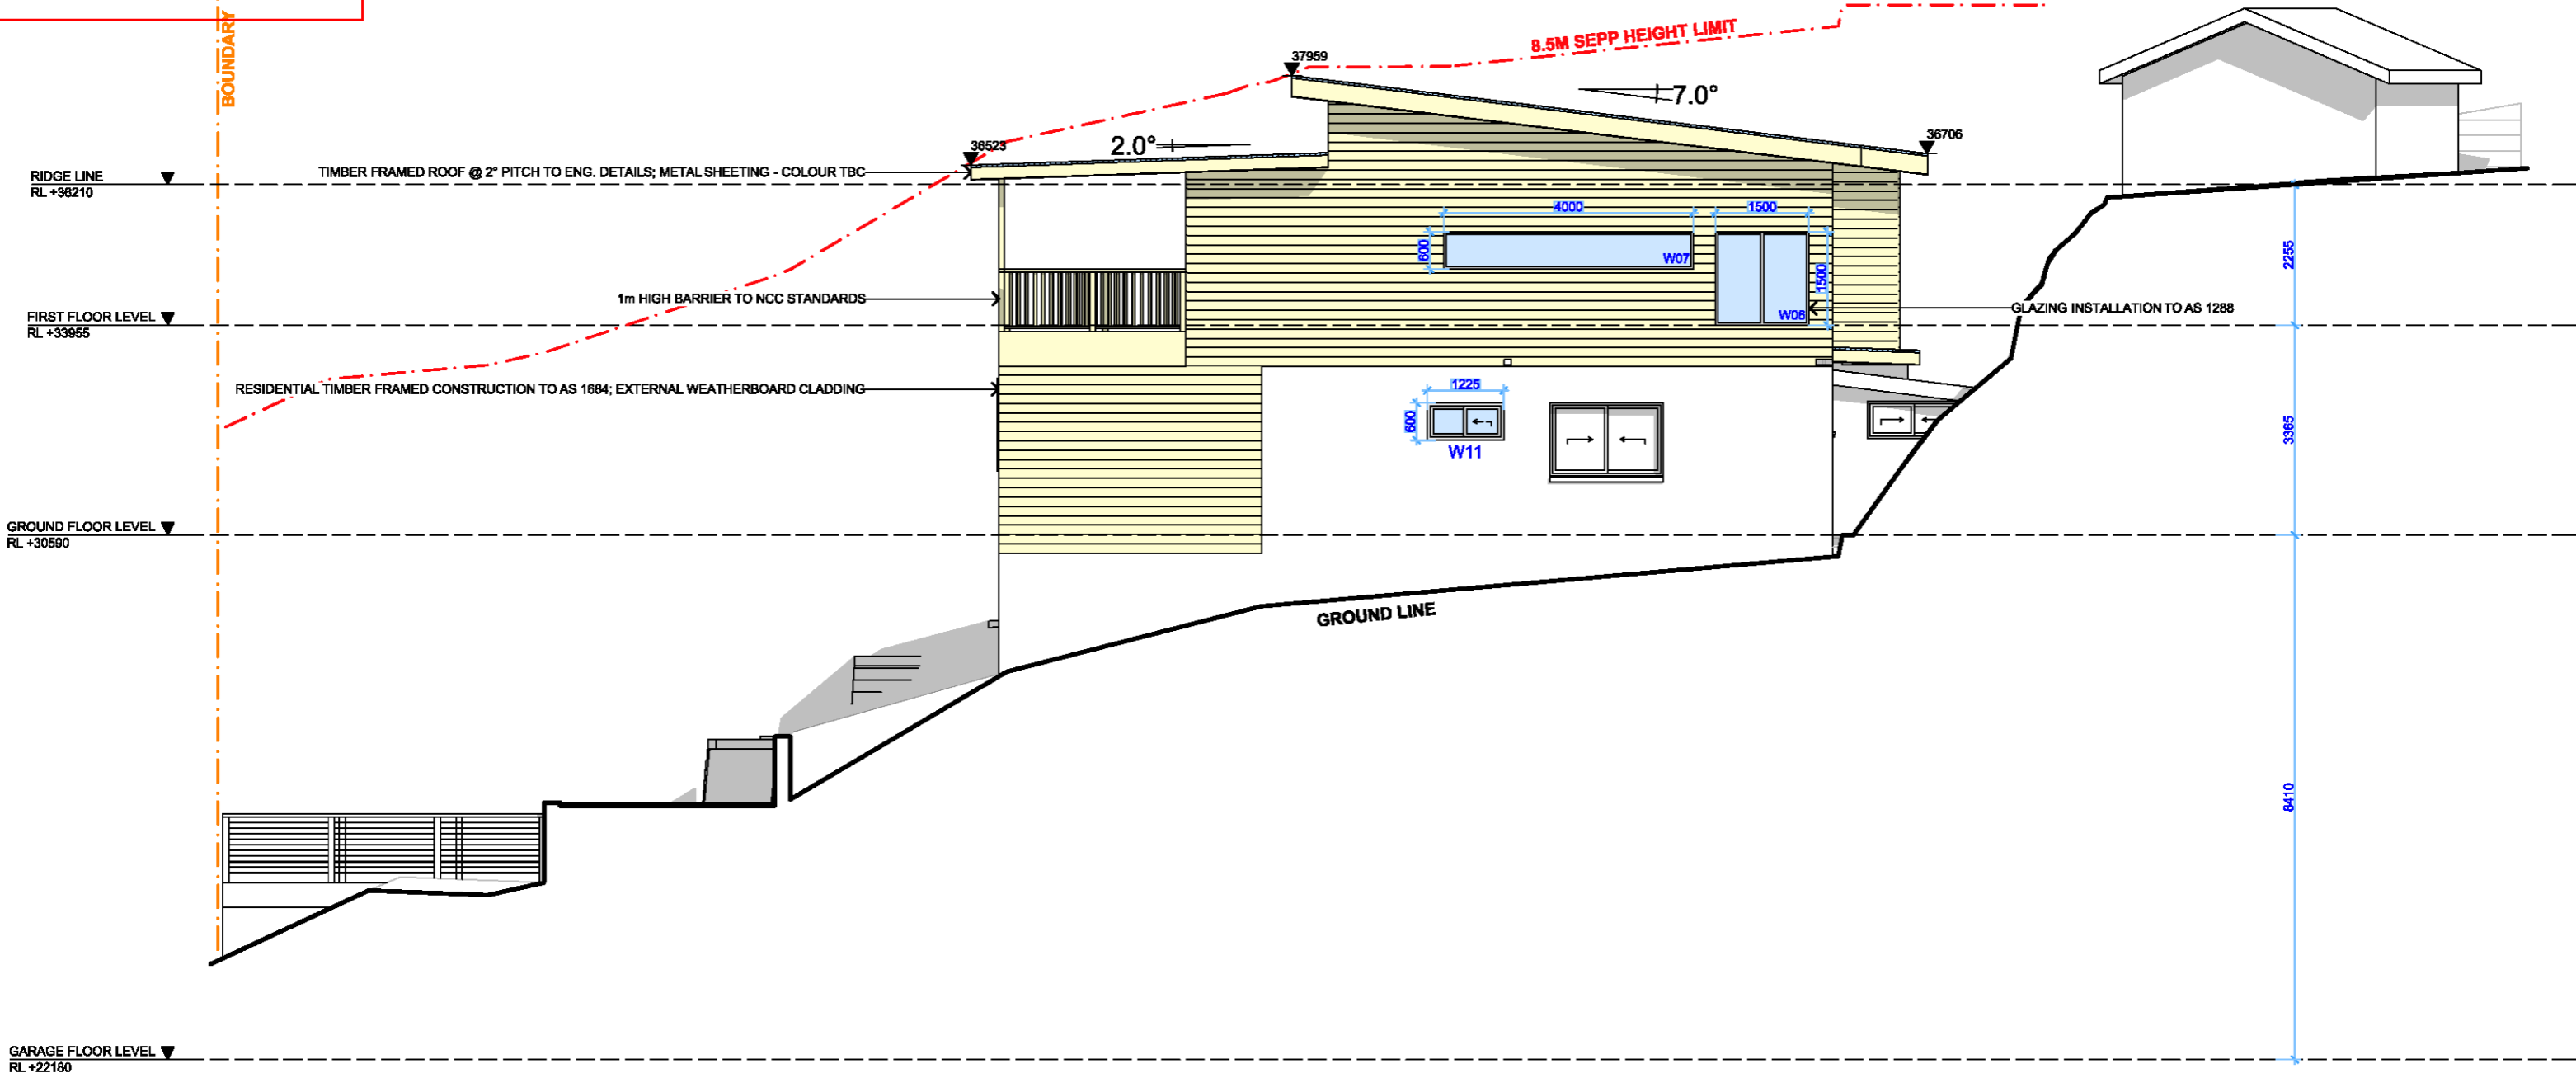 BOUNDARY
8.5M SEPP HEIGHT LIMIT
37959
7.0°
36523
2.0°
36706
RIDGE LINE
RL +36210
TIMBER FRAMED ROOF @ 2° PITCH TO ENG. DETAILS; METAL SHEETING - COLOUR TBC
4000
1500
600
W07
1500
2255
1m HIGH BARRIER TO NCC STANDARDS
FIRST FLOOR LEVEL
RL +33955
W06
GLAZING INSTALLATION TO AS 1288
RESIDENTIAL TIMBER FRAMED CONSTRUCTION TO AS 1684; EXTERNAL WEATHERBOARD CLADDING
1225
600
W11
3365
GROUND FLOOR LEVEL
RL +30590
GROUND LINE
8410
GARAGE FLOOR LEVEL
RL +22180